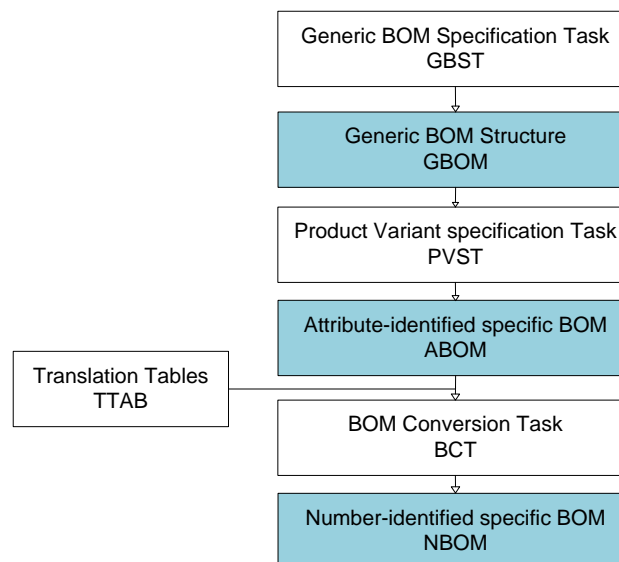 Generic BOM Specification Task
GBST
Generic BOM Structure
GBOM
Product Variant specification Task
PVST
Attribute-identified specific BOM
ABOM
Translation Tables
TTAB
BOM Conversion Task
BCT
Number-identified specific BOM
NBOM